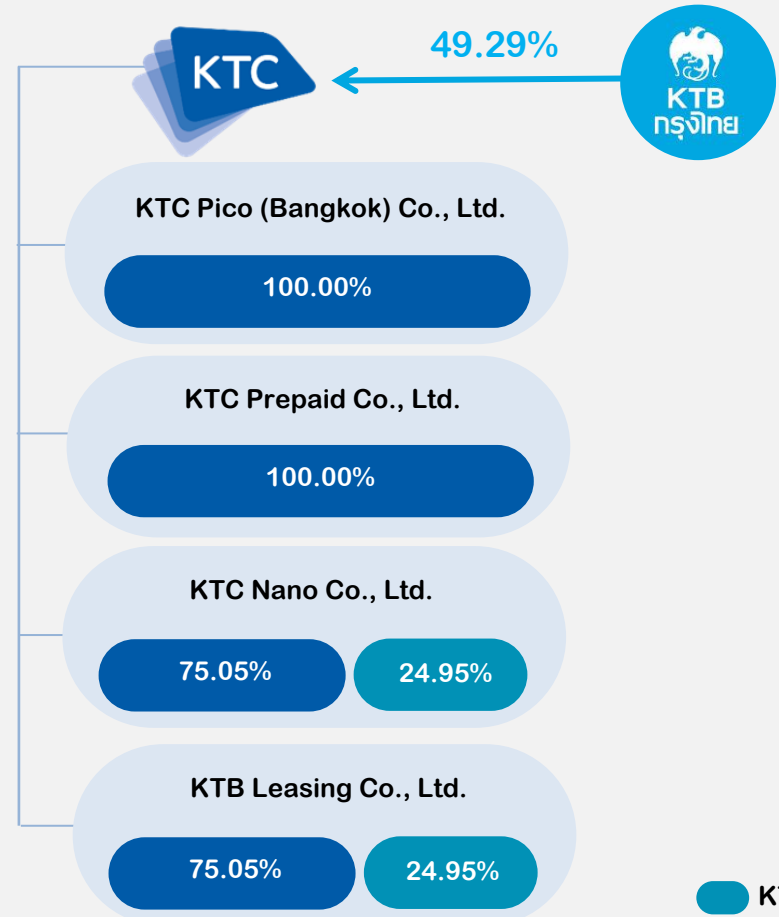 KTC
49.29%
KTB
กรุงไทย
KTC Pico (Bangkok) Co., Ltd.
100.00%
KTC Prepaid Co., Ltd.
100.00%
KTC Nano Co., Ltd.
75.05% 24.95%
KTB Leasing Co., Ltd.
75.05% 24.95%